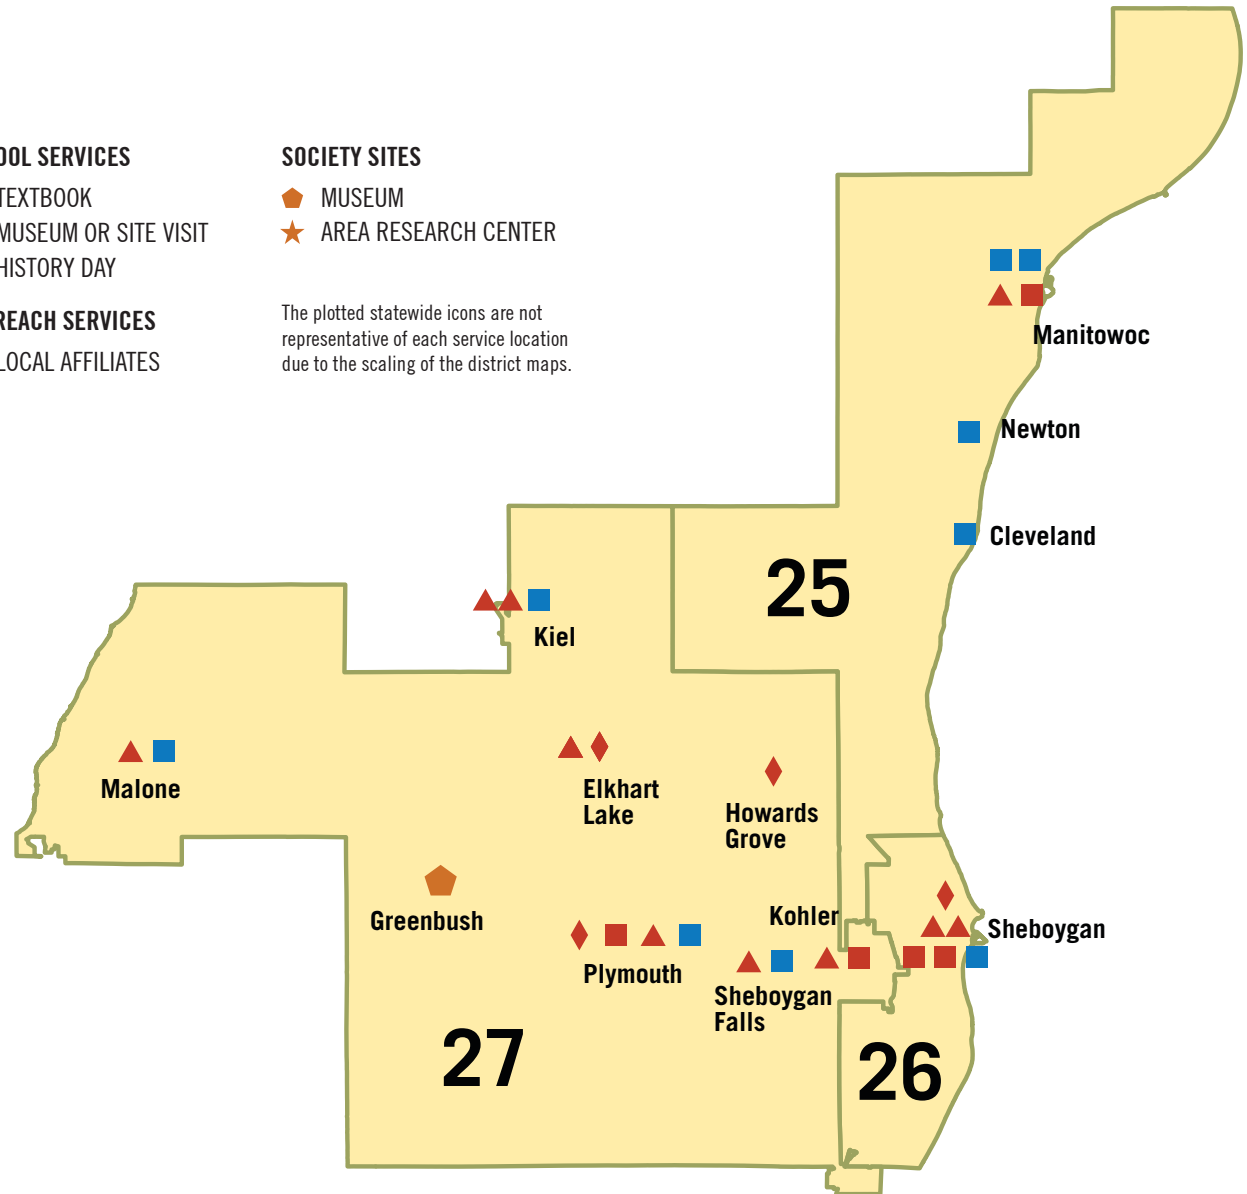 OOL SERVICES
TEXTBOOK
MUSEUM OR SITE VISIT
HISTORY DAY
REACH SERVICES
LOCAL AFFILIATES
SOCIETY SITES
MUSEUM
AREA RESEARCH CENTER
The plotted statewide icons are not
representative of each service location
due to the scaling of the district maps.
Manitowoc
Newton
Cleveland
25
Kiel
Malone
Elkhart
Lake
Howards
Grove
Greenbush
Kohler
Sheboygan
Plymouth
Sheboygan
Falls
27
26